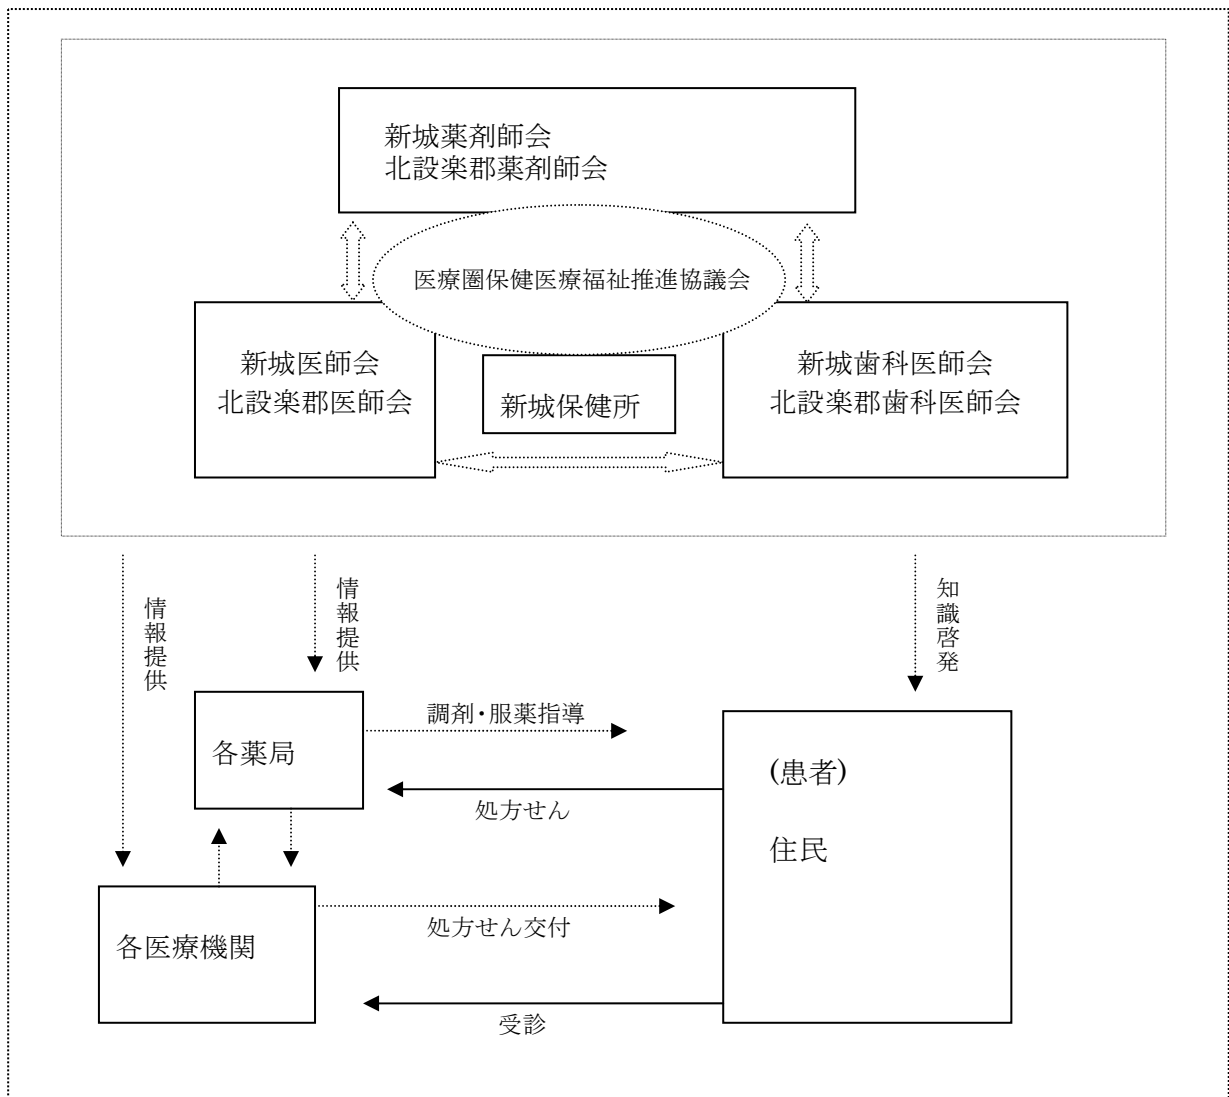 新城薬剤師会
北設楽郡薬剤師会
医療圏保健医療福祉推進協議会
新城医師会
北設楽郡医師会
新城保健所
新城歯科医師会
北設楽郡歯科医師会
情報提供
情報提供
知識啓発
各薬局
調剤・服薬指導
処方せん
(患者)
住民
各医療機関
処方せん交付
受診